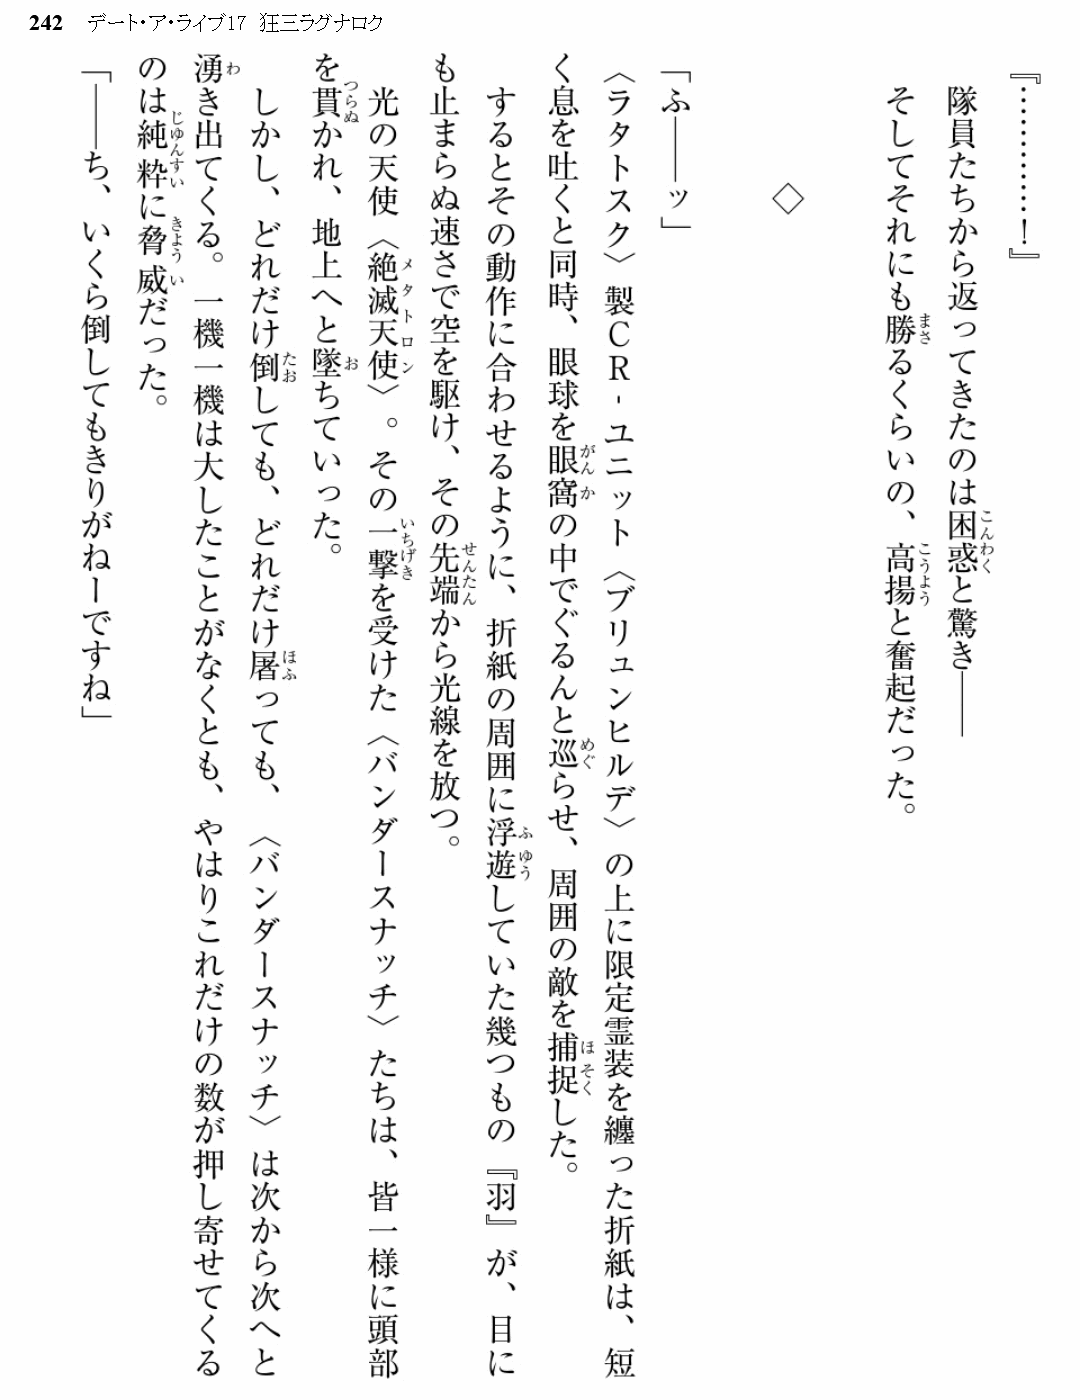 242 デート・ア・ライブ17 狂三ラグナロク
『…………！』
隊員たちから返ってきたのは困惑と驚き――
そしてそれにも勝るくらいの、高揚と奮起だった。
◇
「ふ――ッ」
〈ラタトスク〉製ＣＲ‐ユニット〈ブリュンヒルデ〉の上に限定霊装を纏った折紙は、短
く息を吐くと同時、眼球を眼窩の中でぐるんと巡らせ、周囲の敵を捕捉した。
するとその動作に合わせるように、折紙の周囲に浮遊していた幾つもの『羽』が、目に
も止まらぬ速さで空を駆け、その先端から光線を放つ。
光の天使〈絶滅天使〉。その一撃を受けた〈バンダースナッチ〉たちは、皆一様に頭部
を貫かれ、地上へと墜ちていった。
しかし、どれだけ倒しても、どれだけ屠っても、〈バンダースナッチ〉は次から次へと
湧き出てくる。一機一機は大したことがなくとも、やはりこれだけの数が押し寄せてくる
のは純粋に脅威だった。
「――ち、いくら倒してもきりがねーですね」